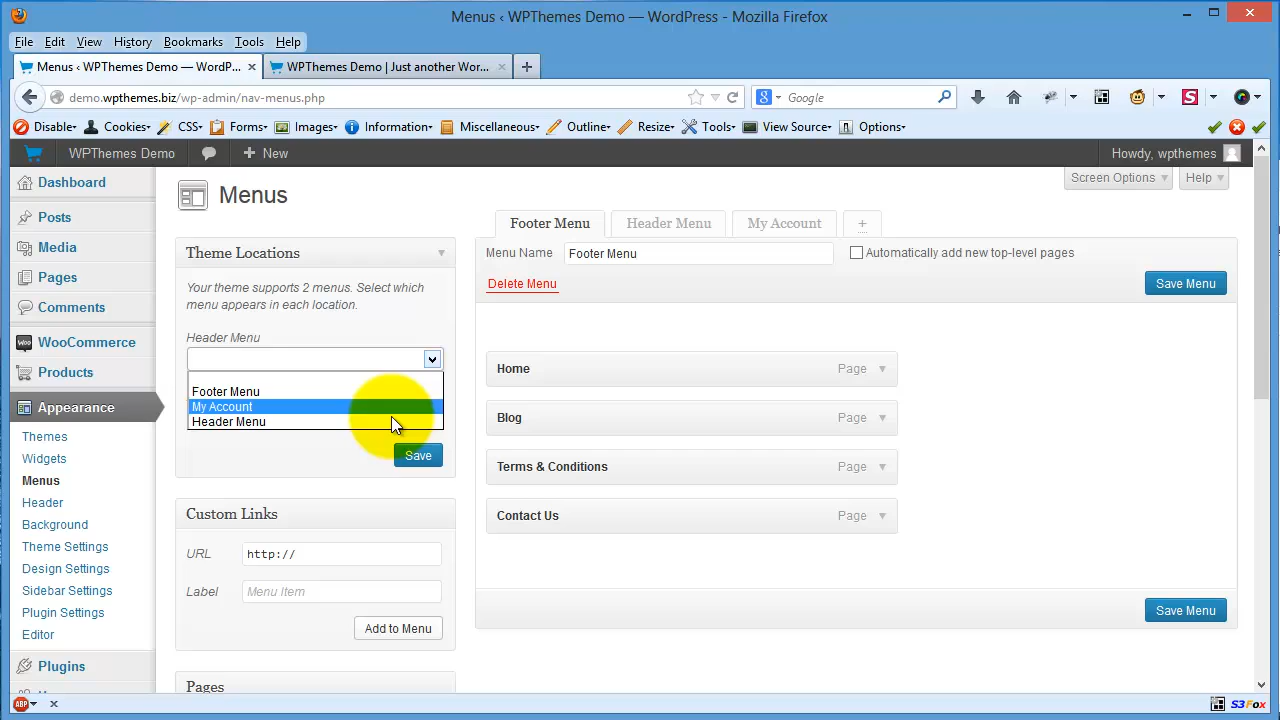 Menus ‹ WPThemes Demo — WordPress - Mozilla Firefox
File Edit View History Bookmarks Tools Help
Menus ‹ WPThemes Demo — WordP... WPThemes Demo | Just another Wor...
demo.wpthemes.biz/wp-admin/nav-menus.php Google
Disable Cookies CSS Forms Images Information Miscellaneous Outline Resize Tools View Source Options
WPThemes Demo + New Howdy, wpthemes
Screen Options Help
Menus
Dashboard
Posts
Media
Pages
Comments
WooCommerce
Products
Appearance
Themes
Widgets
Menus
Header
Background
Theme Settings
Design Settings
Sidebar Settings
Plugin Settings
Editor
Plugins
Theme Locations
Your theme supports 2 menus. Select which
menu appears in each location.
Header Menu
Footer Menu
My Account
Header Menu
Save
Custom Links
URL http://
Label Menu Item
Add to Menu
Pages
Footer Menu Header Menu My Account +
Menu Name Footer Menu Automatically add new top-level pages
Delete Menu Save Menu
Home Page
Blog Page
Terms & Conditions Page
Contact Us Page
Save Menu
ABP S3Fox